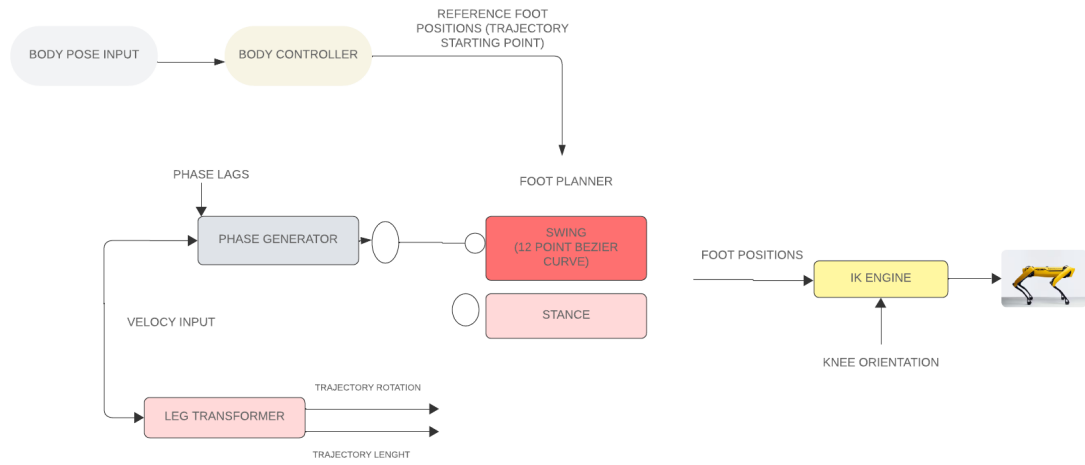 REFERENCE FOOT
POSITIONS (TRAJECTORY
STARTING POINT)
BODY POSE INPUT
BODY CONTROLLER
PHASE LAGS
FOOT PLANNER
PHASE GENERATOR
SWING
(12 POINT BEZIER
CURVE)
FOOT POSITIONS
IK ENGINE
VELOCY INPUT
STANCE
KNEE ORIENTATION
TRAJECTORY ROTATION
LEG TRANSFORMER
TRAJECTORY LENGHT